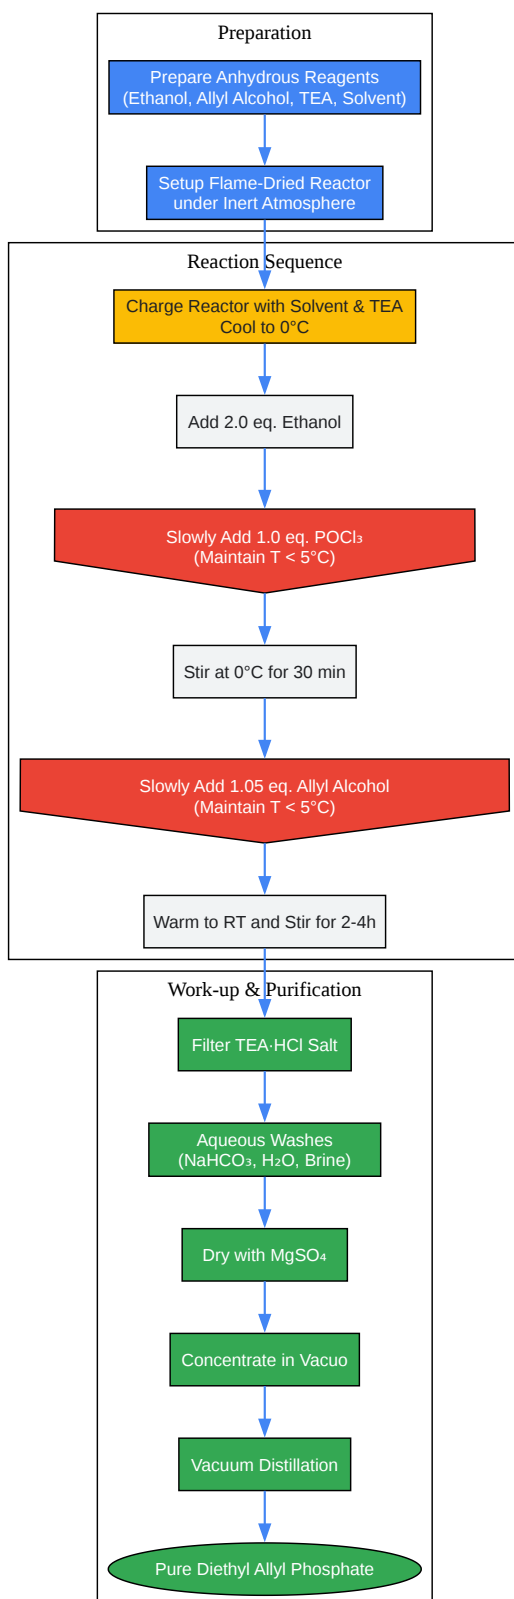 Preparation
Prepare Anhydrous Reagents
(Ethanol, Allyl Alcohol, TEA, Solvent)
Setup Flame-Dried Reactor
under Inert Atmosphere
Reaction Sequence
Charge Reactor with Solvent & TEA
Cool to 0°C
Add 2.0 eq. Ethanol
Slowly Add 1.0 eq. POCl₃
(Maintain T < 5°C)
Stir at 0°C for 30 min
Slowly Add 1.05 eq. Allyl Alcohol
(Maintain T < 5°C)
Warm to RT and Stir for 2-4h
Work-up & Purification
Filter TEA·HCl Salt
Aqueous Washes
(NaHCO₃, H₂O, Brine)
Dry with MgSO₄
Concentrate in Vacuo
Vacuum Distillation
Pure Diethyl Allyl Phosphate